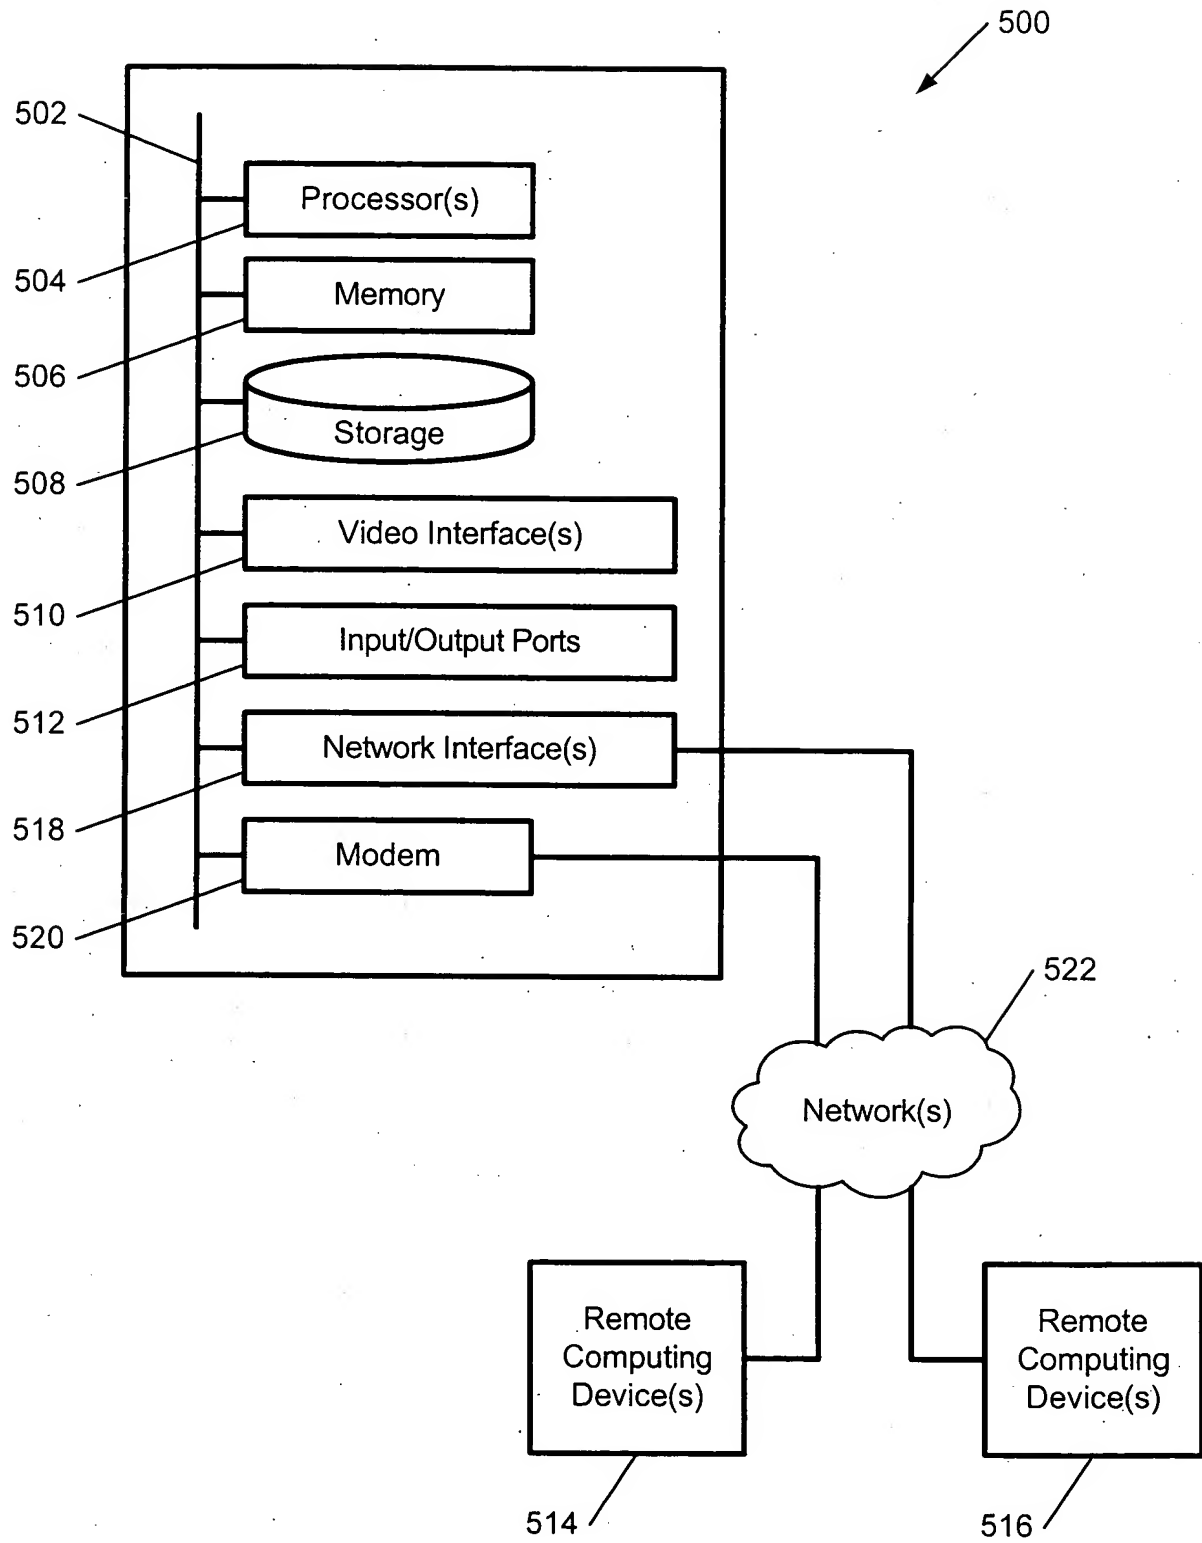 500
502
Processor(s)
504
Memory
506
Storage
508
Video Interface(s)
510
Input/Output Ports
512
Network Interface(s)
518
Modem
520
522
Network(s)
Remote
Computing
Device(s)
514
Remote
Computing
Device(s)
516